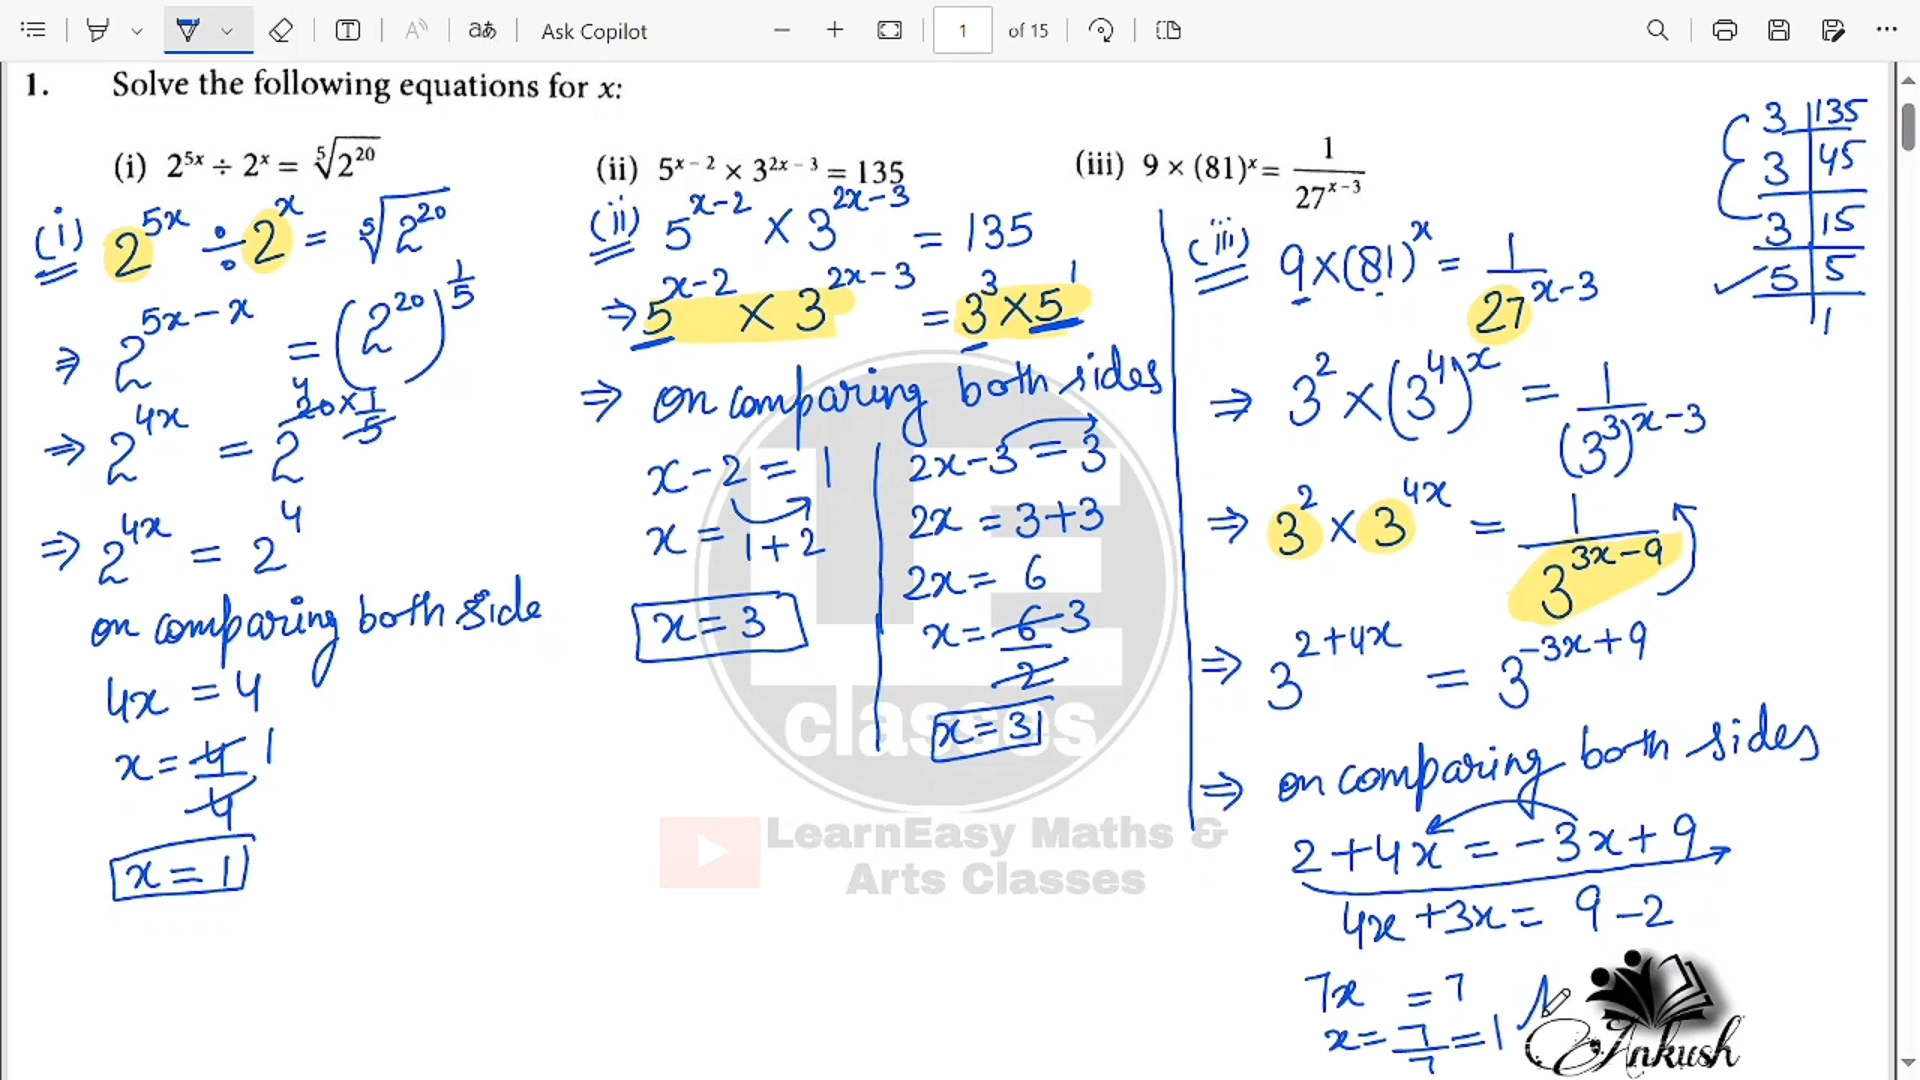 Ask Copilot
1 of 15
1. Solve the following equations for x:
(i) 2^{5x} ÷ 2^x = ⁵√2^{20}
(ii) 5^{x – 2} × 3^{2x – 3} = 135
(iii) 9 × (81)^x = 1/27^{x–3}
(i) 2^{5x} ÷ 2^x = ⁵√2^{20}
⇒ 2^{5x–x} = (2^{20})^{1/5}
⇒ 2^{4x} = 2^{20×1/5} 4
⇒ 2^{4x} = 2^4
on comparing both side
4x = 4
x = 4/4 1
x = 1
(ii) 5^{x–2} × 3^{2x–3} = 135
⇒ 5^{x–2} × 3^{2x–3} = 3^3 × 5^1
⇒ on comparing both sides
x – 2 = 1
x = 1 + 2
x = 3
2x – 3 = 3
2x = 3 + 3
2x = 6
x = 6/2 3
x = 3
(iii) 9 × (81)^x = 1/27^{x–3}
⇒ 3^2 × (3^4)^x = 1/(3^3)^{x–3}
⇒ 3^2 × 3^{4x} = 1/3^{3x–9}
⇒ 3^{2+4x} = 3^{–3x+9}
⇒ on comparing both sides
2 + 4x = –3x + 9
4x + 3x = 9 – 2
7x = 7
x = 7/7 = 1
3 | 135
3 | 45
3 | 15
5 | 5
1
LE
classes
LearnEasy Maths &
Arts Classes
Ankush